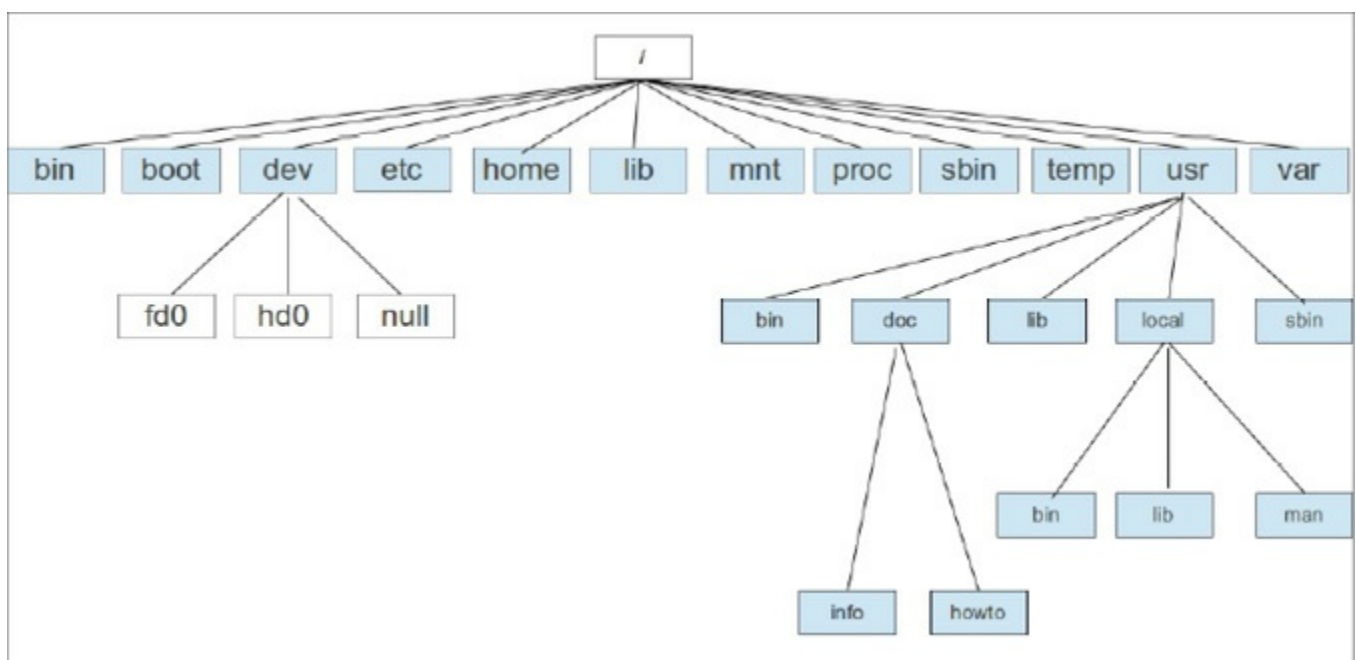 /
bin boot dev etc home lib mnt proc sbin temp usr var
fd0 hd0 null
bin doc lib local sbin
bin lib man
info howto